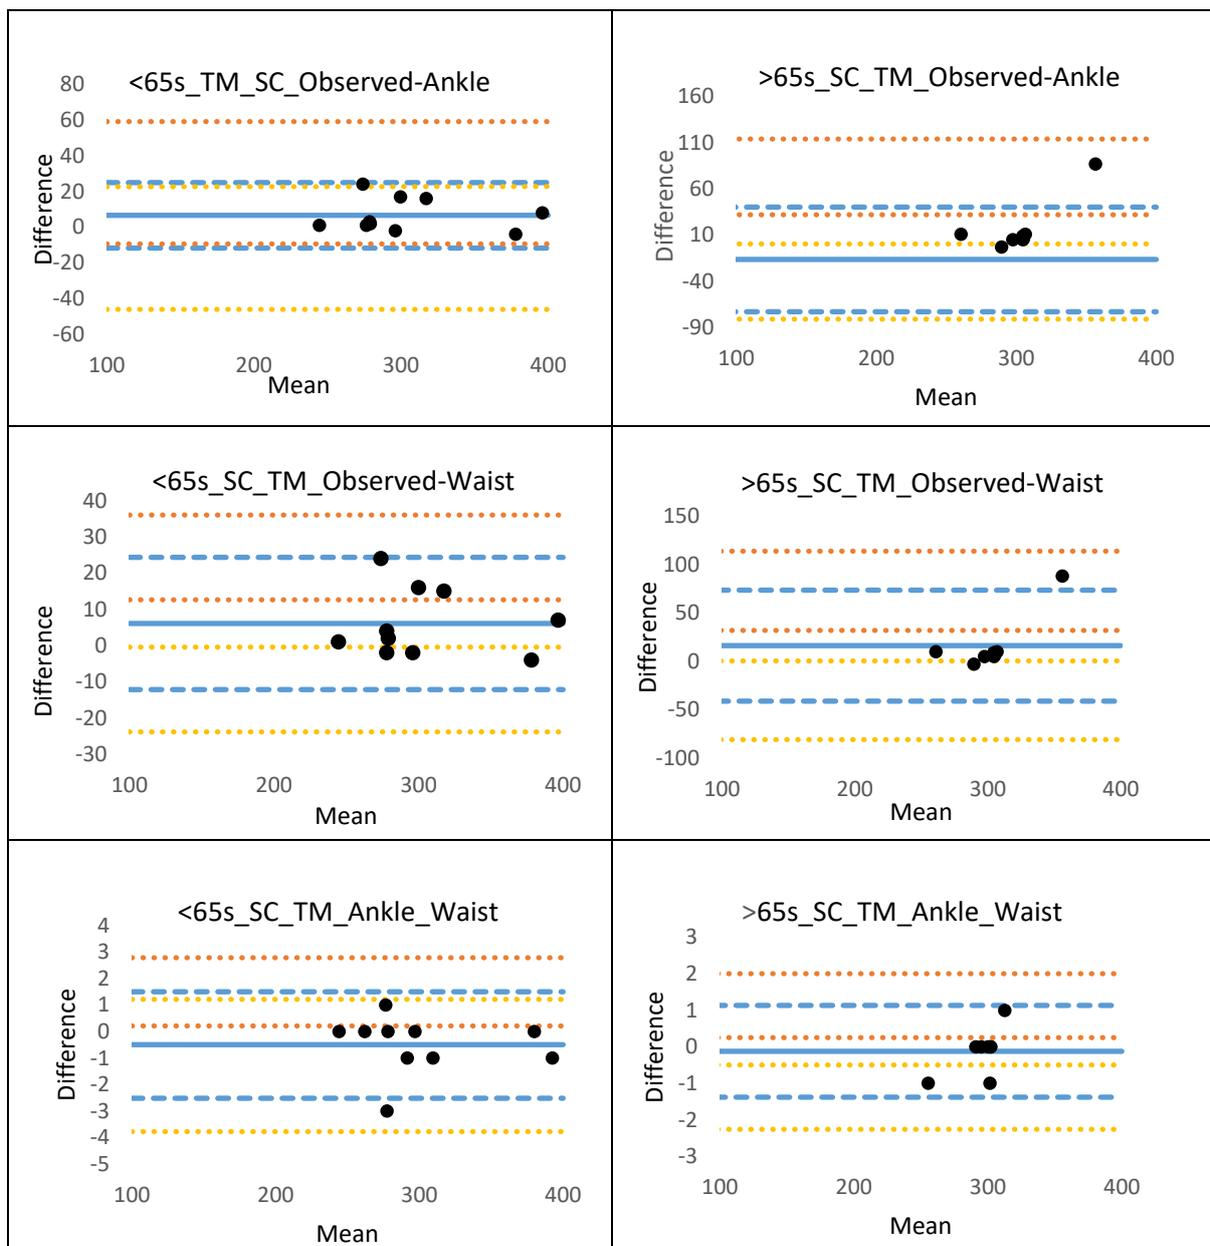 <65s_TM_SC_Observed-Ankle
80
60
40
20
0
-20
-40
-60
Difference
100 200 300 400
Mean
>65s_SC_TM_Observed-Ankle
160
110
60
10
-40
-90
Difference
100 200 300 400
Mean
<65s_SC_TM_Observed-Waist
40
30
20
10
0
-10
-20
-30
Difference
100 200 300 400
Mean
>65s_SC_TM_Observed-Waist
150
100
50
0
-50
-100
Difference
100 200 300 400
Mean
<65s_SC_TM_Ankle_Waist
4
3
2
1
0
-1
-2
-3
-4
-5
Difference
100 200 300 400
Mean
>65s_SC_TM_Ankle_Waist
3
2
1
0
-1
-2
-3
Difference
100 200 300 400
Mean